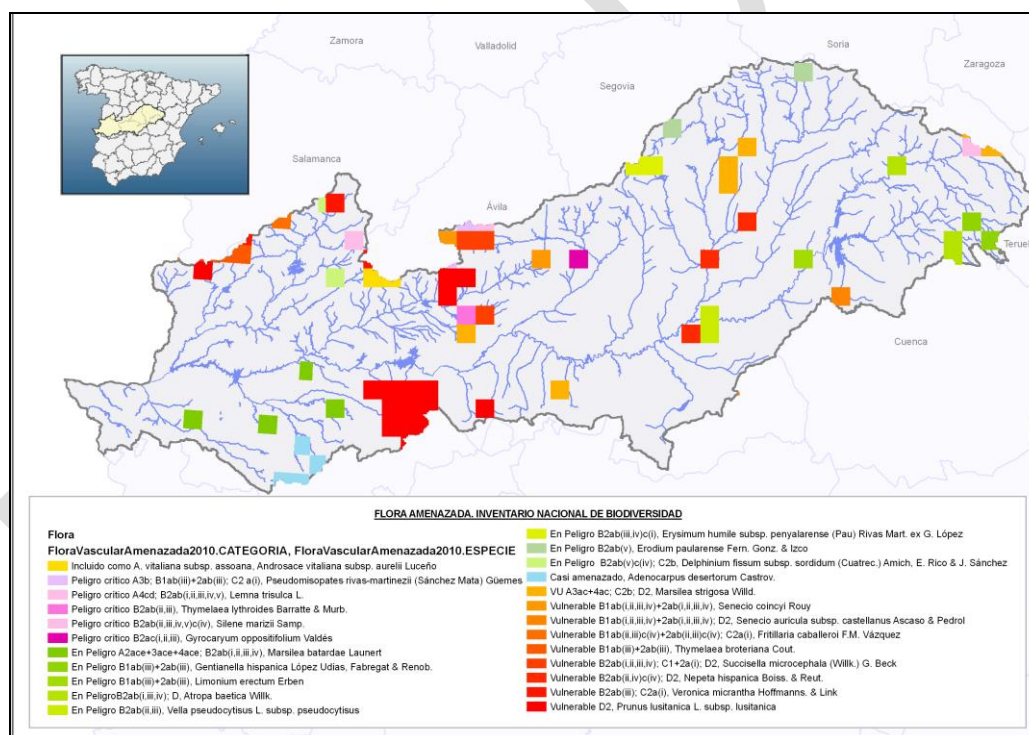 Zamora
Valladolid
Soria
Zaragoza
Segovia
Salamanca
Ávila
Teruel
Cuenca
FLORA AMENAZADA. INVENTARIO NACIONAL DE BIODIVERSIDAD
Flora
FloraVascularAmenazada2010.CATEGORIA, FloraVascularAmenazada2010.ESPECIE
Incluido como A. vitaliana subsp. assoana, Androsace vitaliana subsp. aurelii Luceño
Peligro crítico A3b; B1ab(iii)+2ab(iii); C2 a(i), Pseudomisopates rivas-martinezii (Sánchez Mata) Güemes
Peligro crítico A4cd; B2ab(i,ii,iii,iv,v), Lemna trisulca L.
Peligro crítico B2ab(ii,iii), Thymelaea lythroides Barratte & Murb.
Peligro crítico B2ab(ii,iii,iv,v)c(iv), Silene marizii Samp.
Peligro crítico B2ac(i,ii,iii), Gyrocaryum oppositifolium Valdés
En Peligro A2ace+3ace+4ace; B2ab(i,ii,iii,iv), Marsilea batardae Launert
En Peligro B1ab(iii)+2ab(iii), Gentianella hispanica López Udias, Fabregat & Renob.
En Peligro B1ab(iii)+2ab(iii), Limonium erectum Erben
En PeligroB2ab(i,iii,iv); D, Atropa baetica Willk.
En Peligro B2ab(ii,iii), Vella pseudocytisus L. subsp. pseudocytisus
En Peligro B2ab(iii,iv)c(i), Erysimum humile subsp. penyalarense (Pau) Rivas Mart. ex G. López
En Peligro B2ab(v), Erodium paularense Fern. Gonz. & Izco
En Peligro B2ab(v)c(iv); C2b, Delphinium fissum subsp. sordidum (Cuatrec.) Amich, E. Rico & J. Sánchez
Casi amenazado, Adenocarpus desertorum Castrov.
VU A3ac+4ac; C2b; D2, Marsilea strigosa Willd.
Vulnerable B1ab(i,ii,iii,iv)+2ab(i,ii,iii,iv), Senecio coincyi Rouy
Vulnerable B1ab(i,ii,iii,iv)+2ab(i,ii,iii,iv); D2, Senecio auricula subsp. castellanus Ascaso & Pedrol
Vulnerable B1ab(ii,iii)c(iv)+2ab(ii,iii)c(iv); C2a(i), Fritillaria caballeroi F.M. Vázquez
Vulnerable B1ab(iii)+2ab(iii), Thymelaea broteriana Cout.
Vulnerable B2ab(i,ii,iii,iv); C1+2a(i); D2, Succisella microcephala (Willk.) G. Beck
Vulnerable B2ab(ii,iv)c(iv); D2, Nepeta hispanica Boiss. & Reut.
Vulnerable B2ab(iii); C2a(i), Veronica micrantha Hoffmanns. & Link
Vulnerable D2, Prunus lusitanica L. subsp. lusitanica